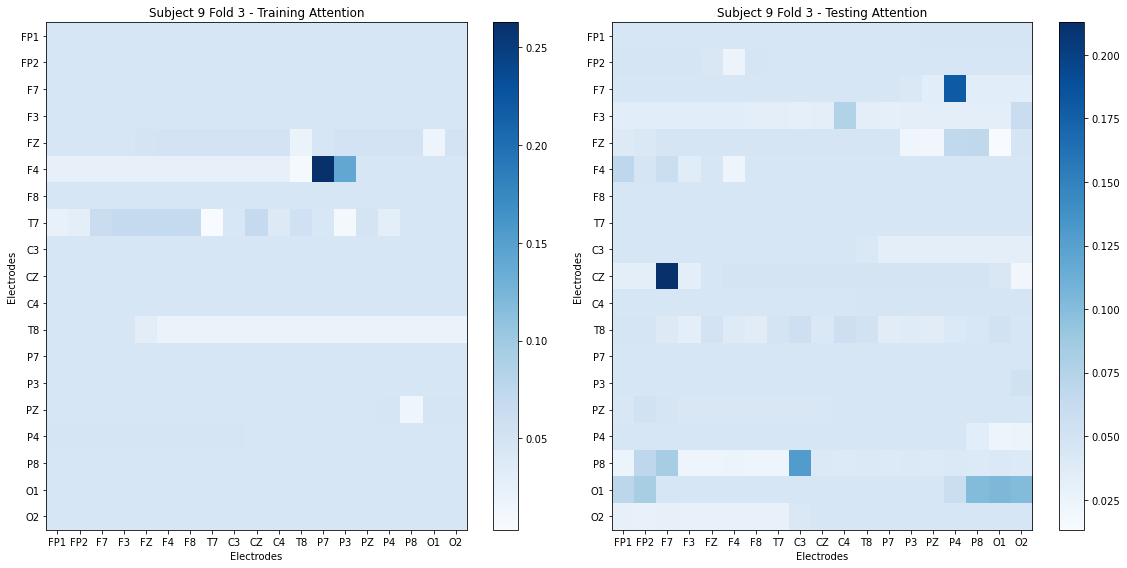 Subject 9 Fold 3 - Training Attention
FP1
FP2
F7
F3
FZ
F4
F8
T7
C3
CZ
C4
T8
P7
P3
PZ
P4
P8
O1
O2
Electrodes
FP1 FP2 F7 F3 FZ F4 F8 T7 C3 CZ C4 T8 P7 P3 PZ P4 P8 O1 O2
Electrodes
0.25
0.20
0.15
0.10
0.05
Subject 9 Fold 3 - Testing Attention
FP1
FP2
F7
F3
FZ
F4
F8
T7
C3
CZ
C4
T8
P7
P3
PZ
P4
P8
O1
O2
Electrodes
FP1 FP2 F7 F3 FZ F4 F8 T7 C3 CZ C4 T8 P7 P3 PZ P4 P8 O1 O2
Electrodes
0.200
0.175
0.150
0.125
0.100
0.075
0.050
0.025